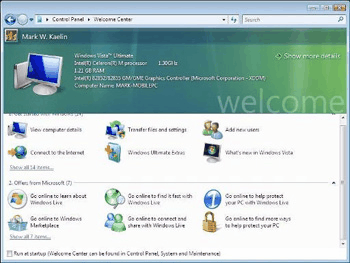 Control Panel ▸ Welcome Center
Mark W. Kaelin
Windows Vista™ Ultimate
Show more details
Intel(R) Celeron(R) M processor 1.30GHz
1.21 GB RAM
Intel(R) 82852/82855 GM/GME Graphics Controller (Microsoft Corporation - XDDM)
Computer Name: MARK-MOBILEPC
welcome
View computer details
Transfer files and settings
Add new users
Connect to the Internet
Windows Ultimate Extras
What's new in Windows Vista
Show all 14 items...
2. Offers from Microsoft (7)
Go online to learn about Windows Live
Go online to find it fast with Windows Live
Go online to help protect your PC with Windows Live
Go online to Windows Marketplace
Go online to connect and share with Windows Live
Go online to find more ways to help protect your PC
Show all 7 items...
Run at startup (Welcome Center can be found in Control Panel, System and Maintenance)